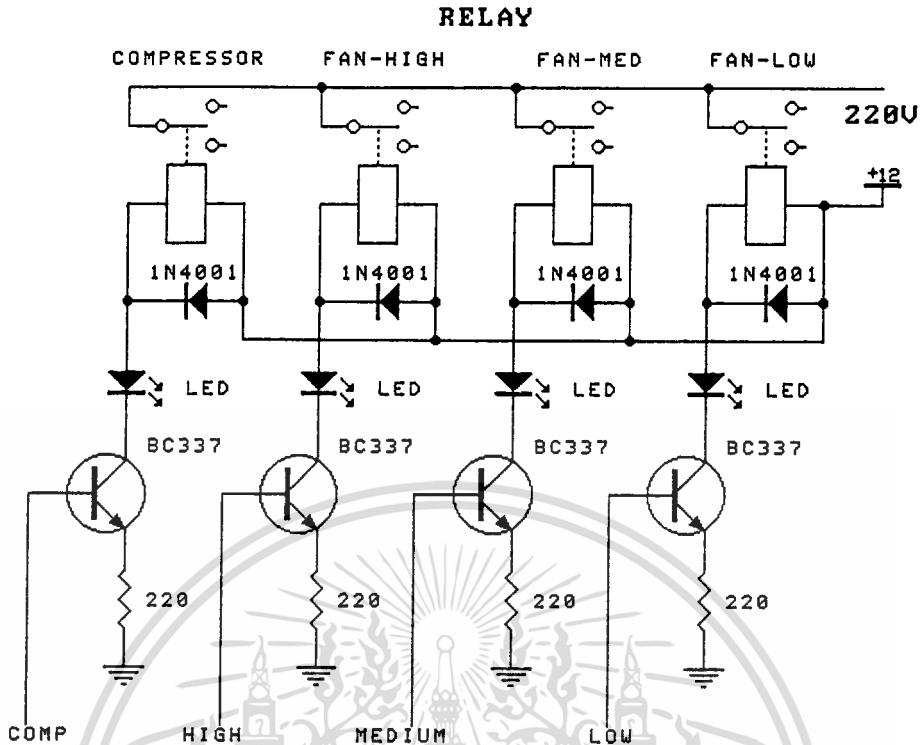 RELAY
COMPRESSOR FAN-HIGH FAN-MED FAN-LOW
220V
+12
1N4001 1N4001 1N4001 1N4001
LED LED LED LED
BC337 BC337 BC337 BC337
220 220 220 220
COMP HIGH MEDIUM LOW